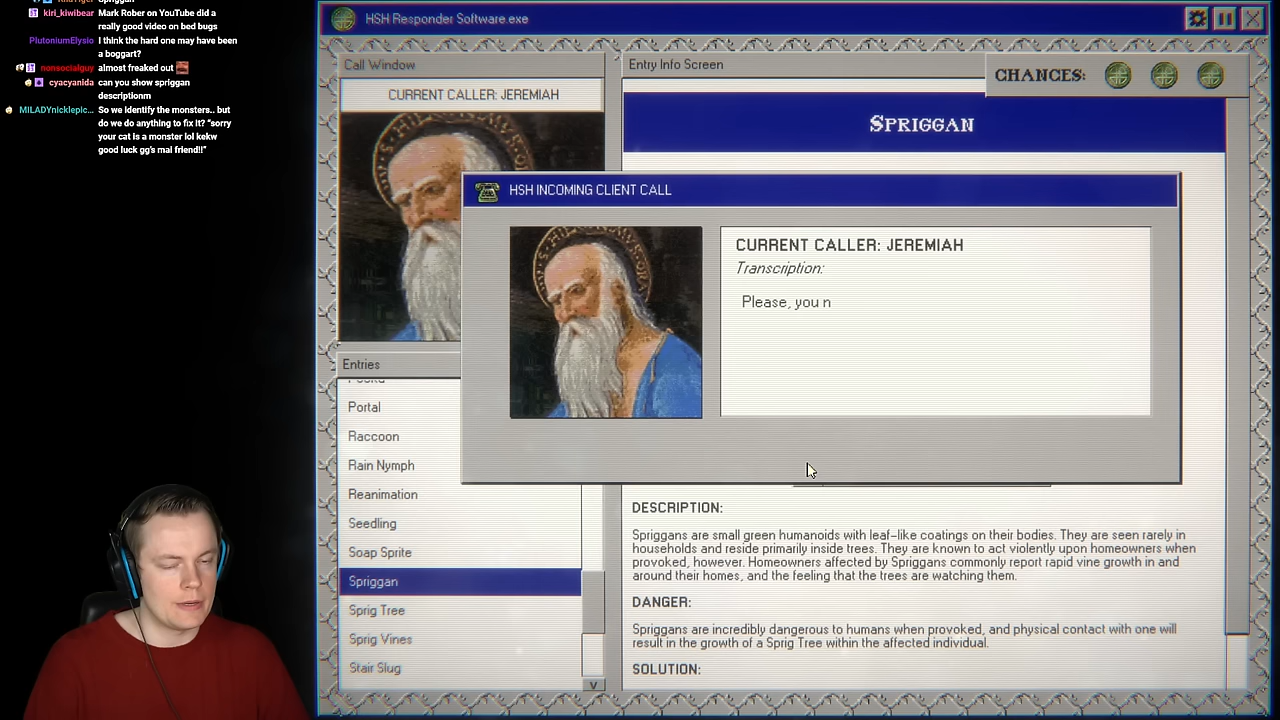 Spriggan
kiri_kiwibear Mark Rober on YouTube did a
really good video on bed bugs
PlutoniumElysio I think the hard one may have been
a boggart?
nonsocialguy almost freaked out
cyacyanida can you show spriggan
descriptionm
MILADYnicklepic... So we identify the monsters.. but
do we do anything to fix it? "sorry
your cat is a monster lol kekw
good luck gg's mai friend!!"
HSH Responder Software.exe
Call Window
CURRENT CALLER: JEREMIAH
Entry Info Screen
CHANCES:
SPRIGGAN
HSH INCOMING CLIENT CALL
CURRENT CALLER: JEREMIAH
Transcription:
Please, you n
Entries
Portal
Raccoon
Rain Nymph
Reanimation
Seedling
Soap Sprite
Spriggan
Sprig Tree
Sprig Vines
Stair Slug
V
DESCRIPTION:
Spriggans are small green humanoids with leaf-like coatings on their bodies. They are seen rarely in
households and reside primarily inside trees. They are known to act violently upon homeowners when
provoked, however. Homeowners affected by Spriggans commonly report rapid vine growth in and
around their homes, and the feeling that the trees are watching them.
DANGER:
Spriggans are incredibly dangerous to humans when provoked, and physical contact with one will
result in the growth of a Sprig Tree within the affected individual.
SOLUTION: